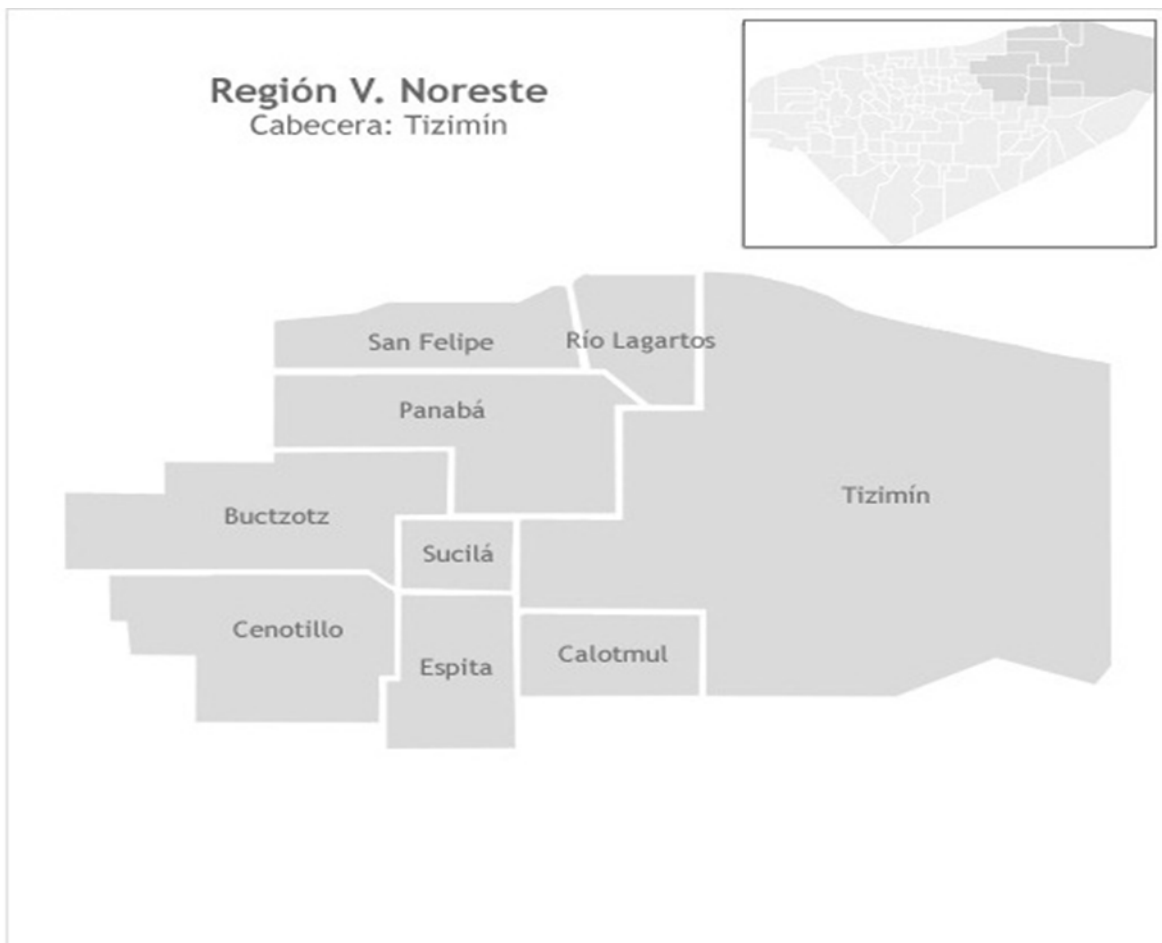 Región V. Noreste
Cabecera: Tizimín
San Felipe
Río Lagartos
Panabá
Tizimín
Buctzotz
Sucilá
Cenotillo
Espita
Calotmul